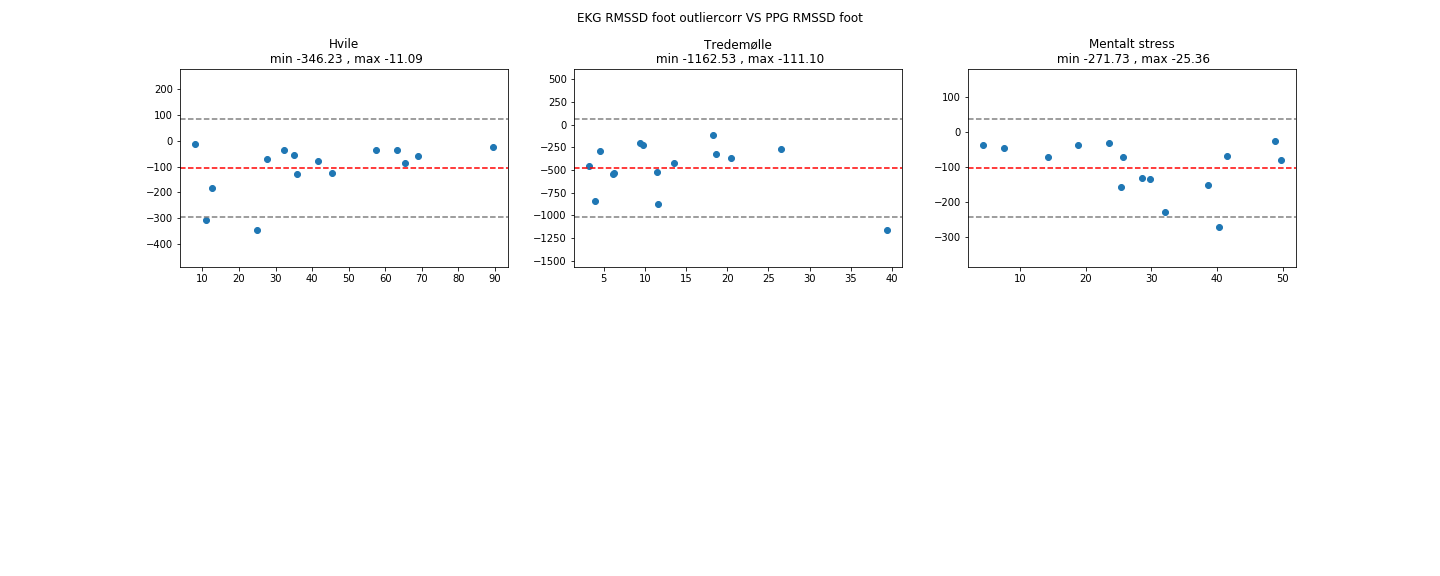 EKG RMSSD foot outliercorr VS PPG RMSSD foot
Hvile
min -346.23 , max -11.09
200
100
0
−100
−200
−300
−400
10 20 30 40 50 60 70 80 90
Tredemølle
min -1162.53 , max -111.10
500
250
0
−250
−500
−750
−1000
−1250
−1500
5 10 15 20 25 30 35 40
Mentalt stress
min -271.73 , max -25.36
100
0
−100
−200
−300
10 20 30 40 50